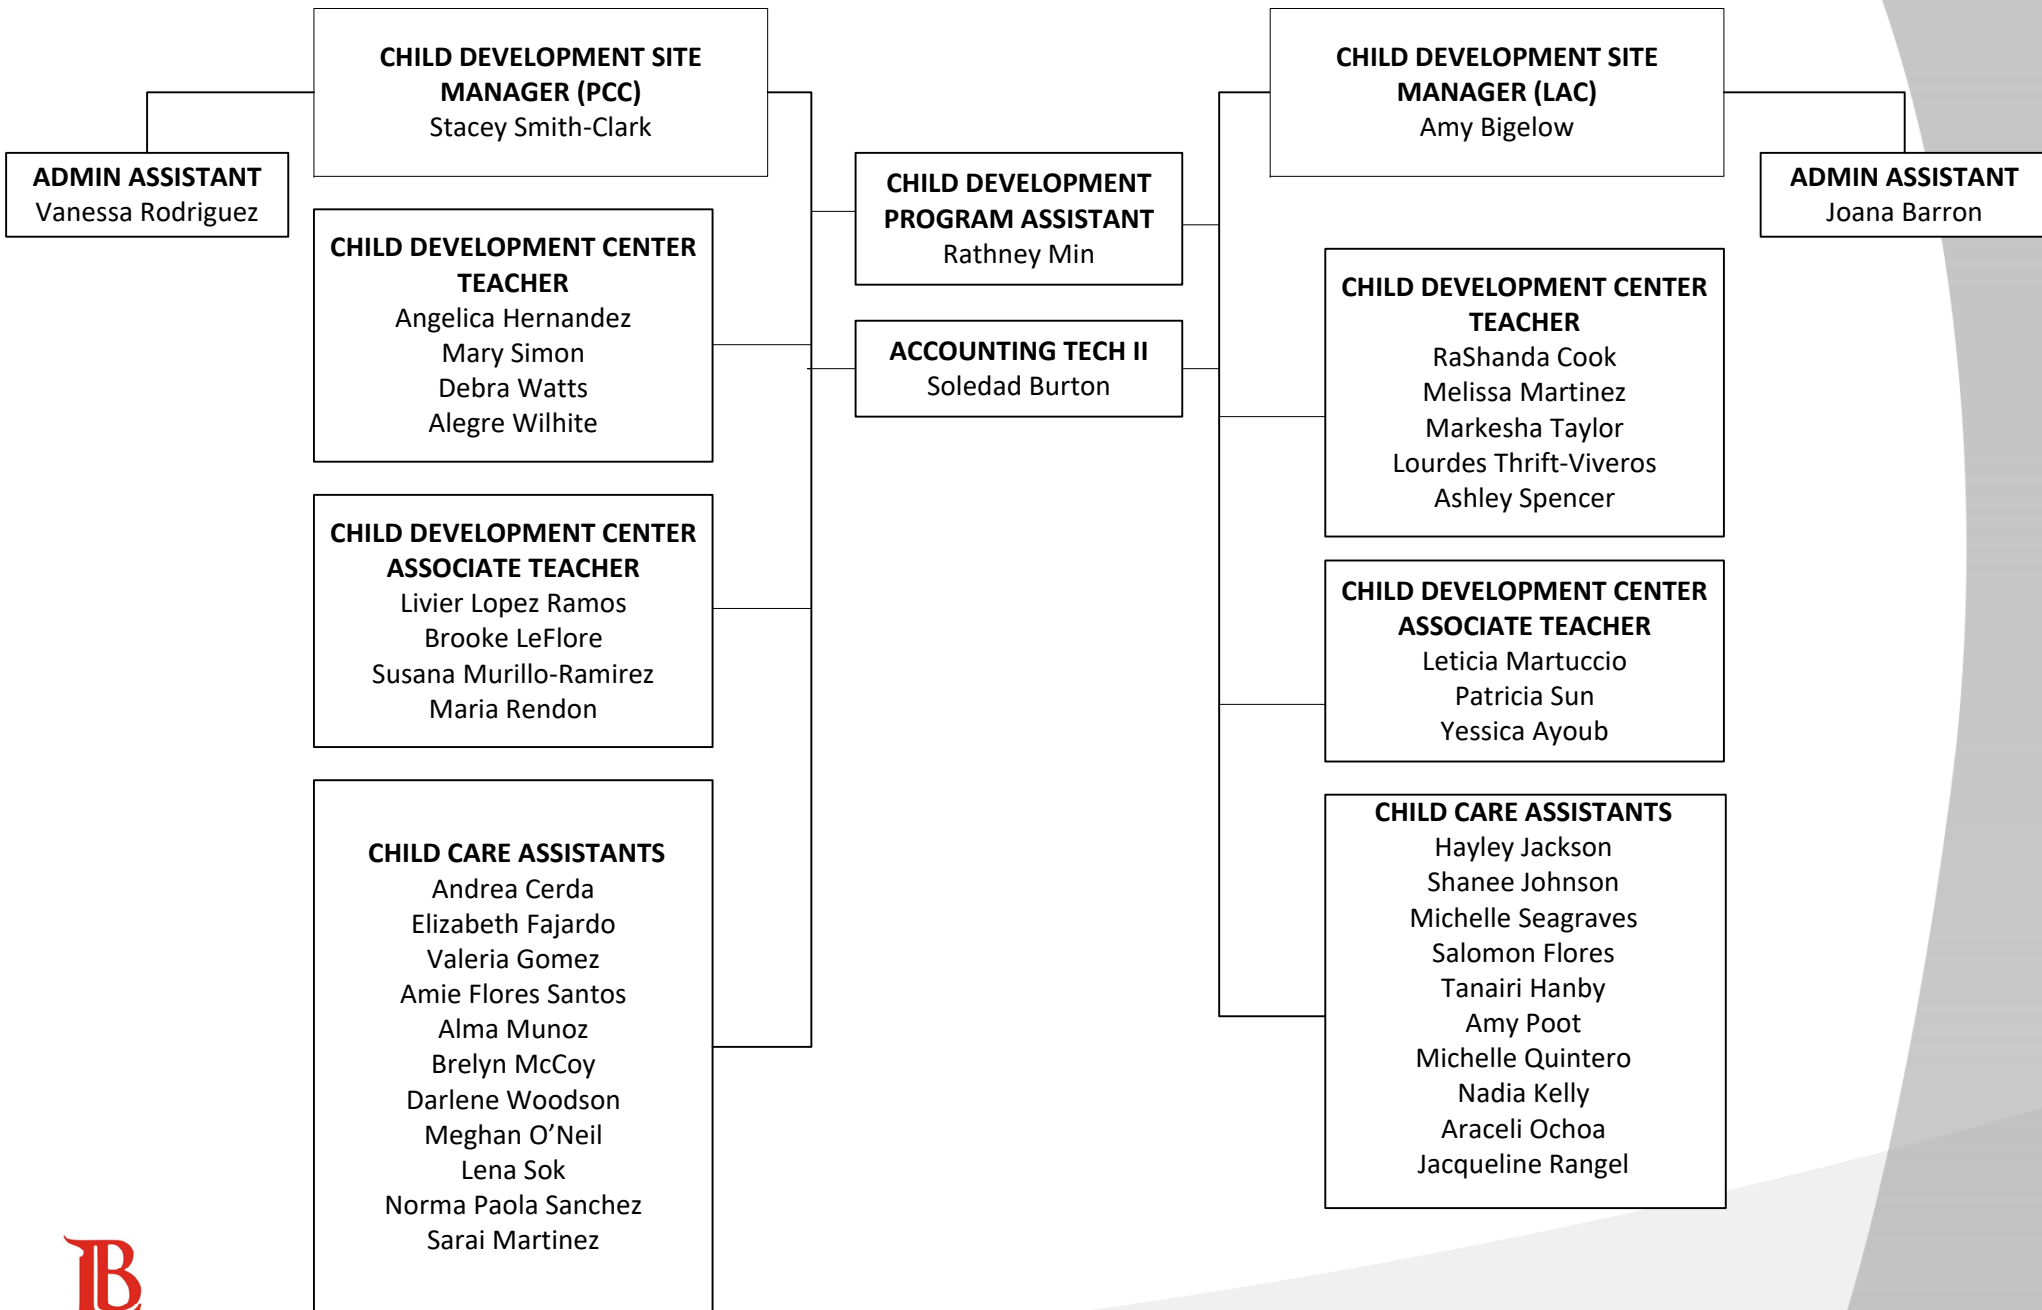 CHILD DEVELOPMENT SITE
MANAGER (PCC)
Stacey Smith-Clark
CHILD DEVELOPMENT SITE
MANAGER (LAC)
Amy Bigelow
ADMIN ASSISTANT
Vanessa Rodriguez
CHILD DEVELOPMENT
PROGRAM ASSISTANT
Rathney Min
ADMIN ASSISTANT
Joana Barron
CHILD DEVELOPMENT CENTER
TEACHER
Angelica Hernandez
Mary Simon
Debra Watts
Alegre Wilhite
ACCOUNTING TECH II
Soledad Burton
CHILD DEVELOPMENT CENTER
TEACHER
RaShanda Cook
Melissa Martinez
Markesha Taylor
Lourdes Thrift-Viveros
Ashley Spencer
CHILD DEVELOPMENT CENTER
ASSOCIATE TEACHER
Livier Lopez Ramos
Brooke LeFlore
Susana Murillo-Ramirez
Maria Rendon
CHILD DEVELOPMENT CENTER
ASSOCIATE TEACHER
Leticia Martuccio
Patricia Sun
Yessica Ayoub
CHILD CARE ASSISTANTS
Andrea Cerda
Elizabeth Fajardo
Valeria Gomez
Amie Flores Santos
Alma Munoz
Brelyn McCoy
Darlene Woodson
Meghan O’Neil
Lena Sok
Norma Paola Sanchez
Sarai Martinez
CHILD CARE ASSISTANTS
Hayley Jackson
Shanee Johnson
Michelle Seagraves
Salomon Flores
Tanairi Hanby
Amy Poot
Michelle Quintero
Nadia Kelly
Araceli Ochoa
Jacqueline Rangel
LB